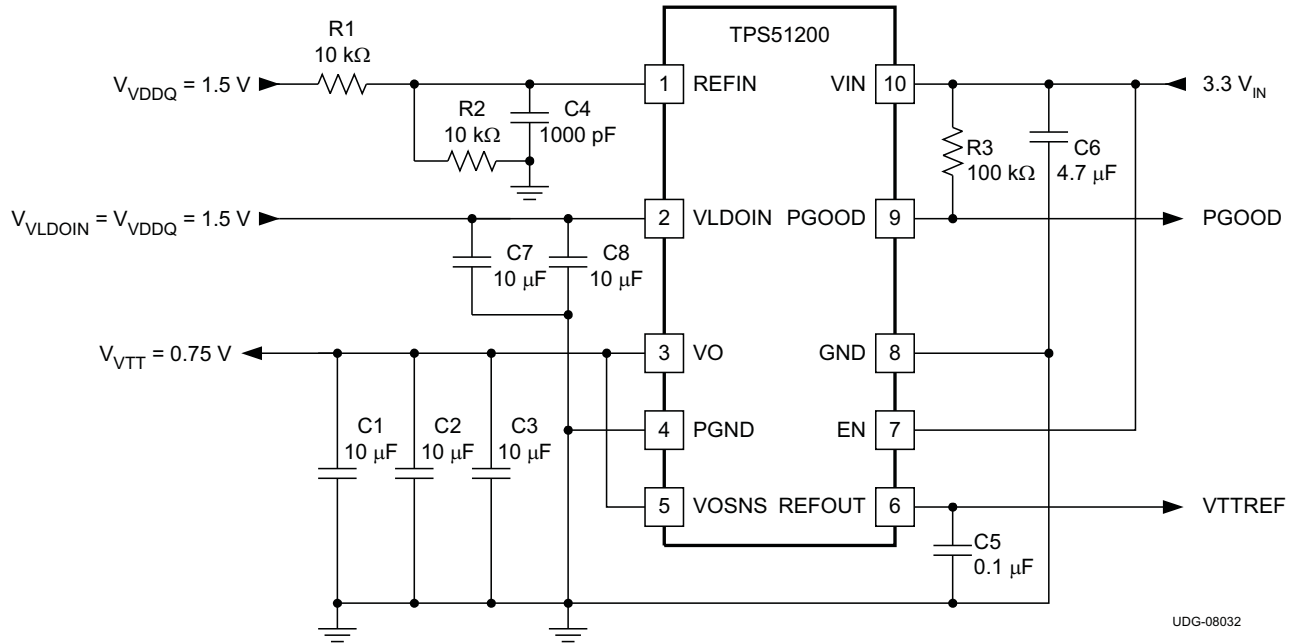 TPS51200
R1
10 kΩ
V_VDDQ = 1.5 V
1 REFIN
VIN 10
3.3 V_IN
R2
10 kΩ
C4
1000 pF
R3
100 kΩ
C6
4.7 µF
V_VLDOIN = V_VDDQ = 1.5 V
2 VLDOIN
PGOOD 9
PGOOD
C7
10 µF
C8
10 µF
V_VTT = 0.75 V
3 VO
GND 8
C1
10 µF
C2
10 µF
C3
10 µF
4 PGND
EN 7
5 VOSNS
REFOUT 6
VTTREF
C5
0.1 µF
UDG-08032